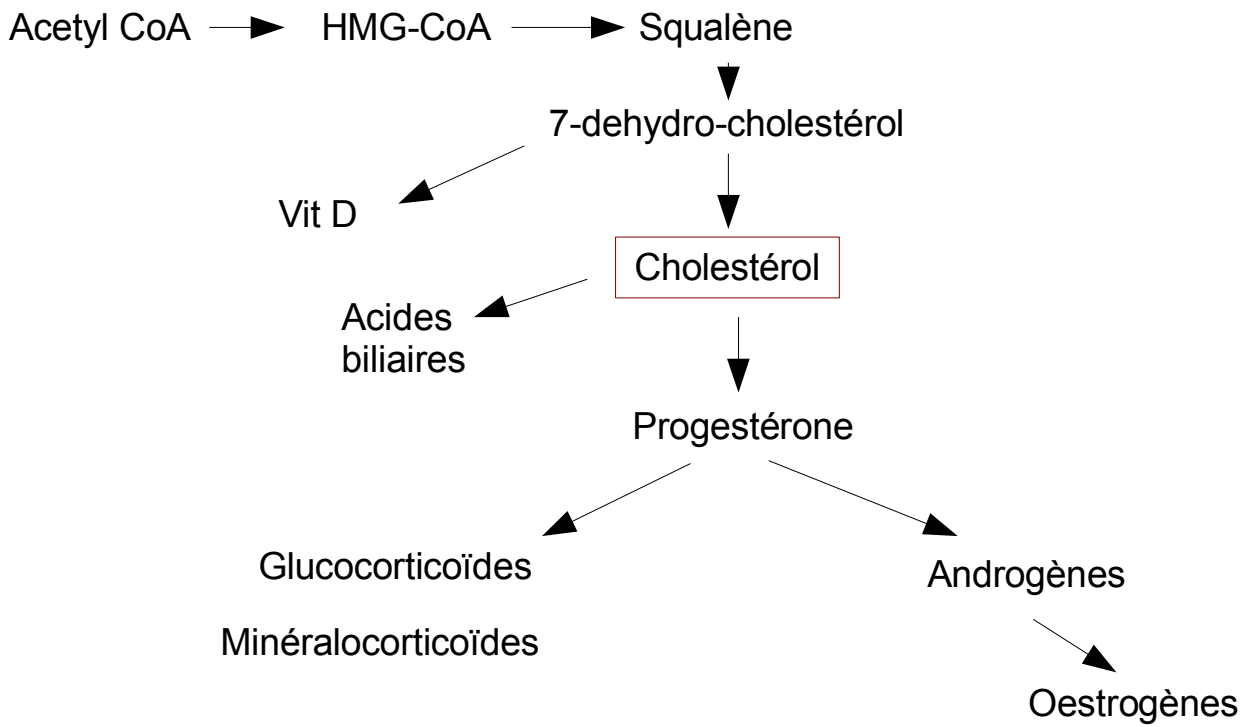 Acetyl CoA
HMG-CoA
Squalène
7-dehydro-cholestérol
Vit D
Cholestérol
Acides
biliaires
Progestérone
Glucocorticoïdes
Androgènes
Minéralocorticoïdes
Oestrogènes